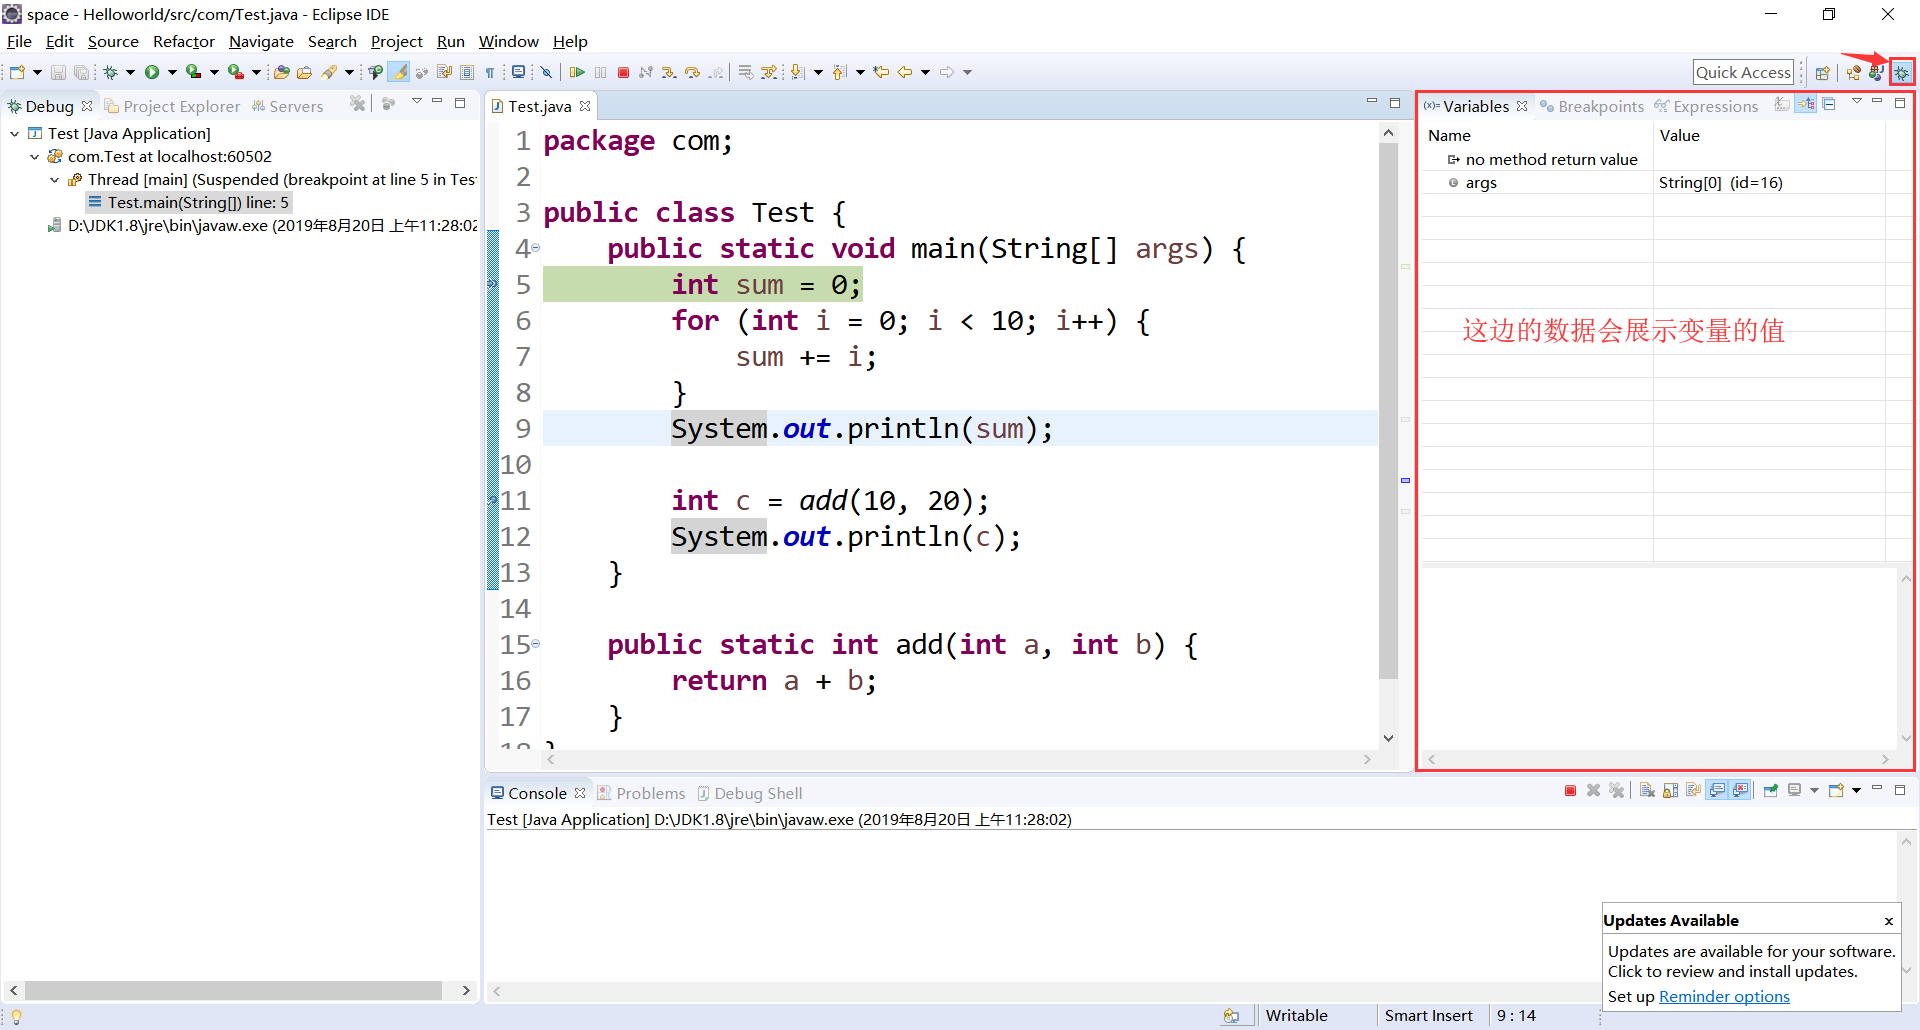 space - Helloworld/src/com/Test.java - Eclipse IDE
File Edit Source Refactor Navigate Search Project Run Window Help
Quick Access
Debug Project Explorer Servers
Test [Java Application]
com.Test at localhost:60502
Thread [main] (Suspended (breakpoint at line 5 in Tes
Test.main(String[]) line: 5
D:\JDK1.8\jre\bin\javaw.exe (2019年8月20日 上午11:28:02
Test.java
1 package com;
2
3 public class Test {
4 public static void main(String[] args) {
5 int sum = 0;
6 for (int i = 0; i < 10; i++) {
7 sum += i;
8 }
9 System.out.println(sum);
10
11 int c = add(10, 20);
12 System.out.println(c);
13 }
14
15 public static int add(int a, int b) {
16 return a + b;
17 }
18 }
(x)= Variables Breakpoints Expressions
Name Value
no method return value
args String[0] (id=16)
这边的数据会展示变量的值
Console Problems Debug Shell
Test [Java Application] D:\JDK1.8\jre\bin\javaw.exe (2019年8月20日 上午11:28:02)
Updates Available x
Updates are available for your software.
Click to review and install updates.
Set up Reminder options
Writable Smart Insert 9 : 14